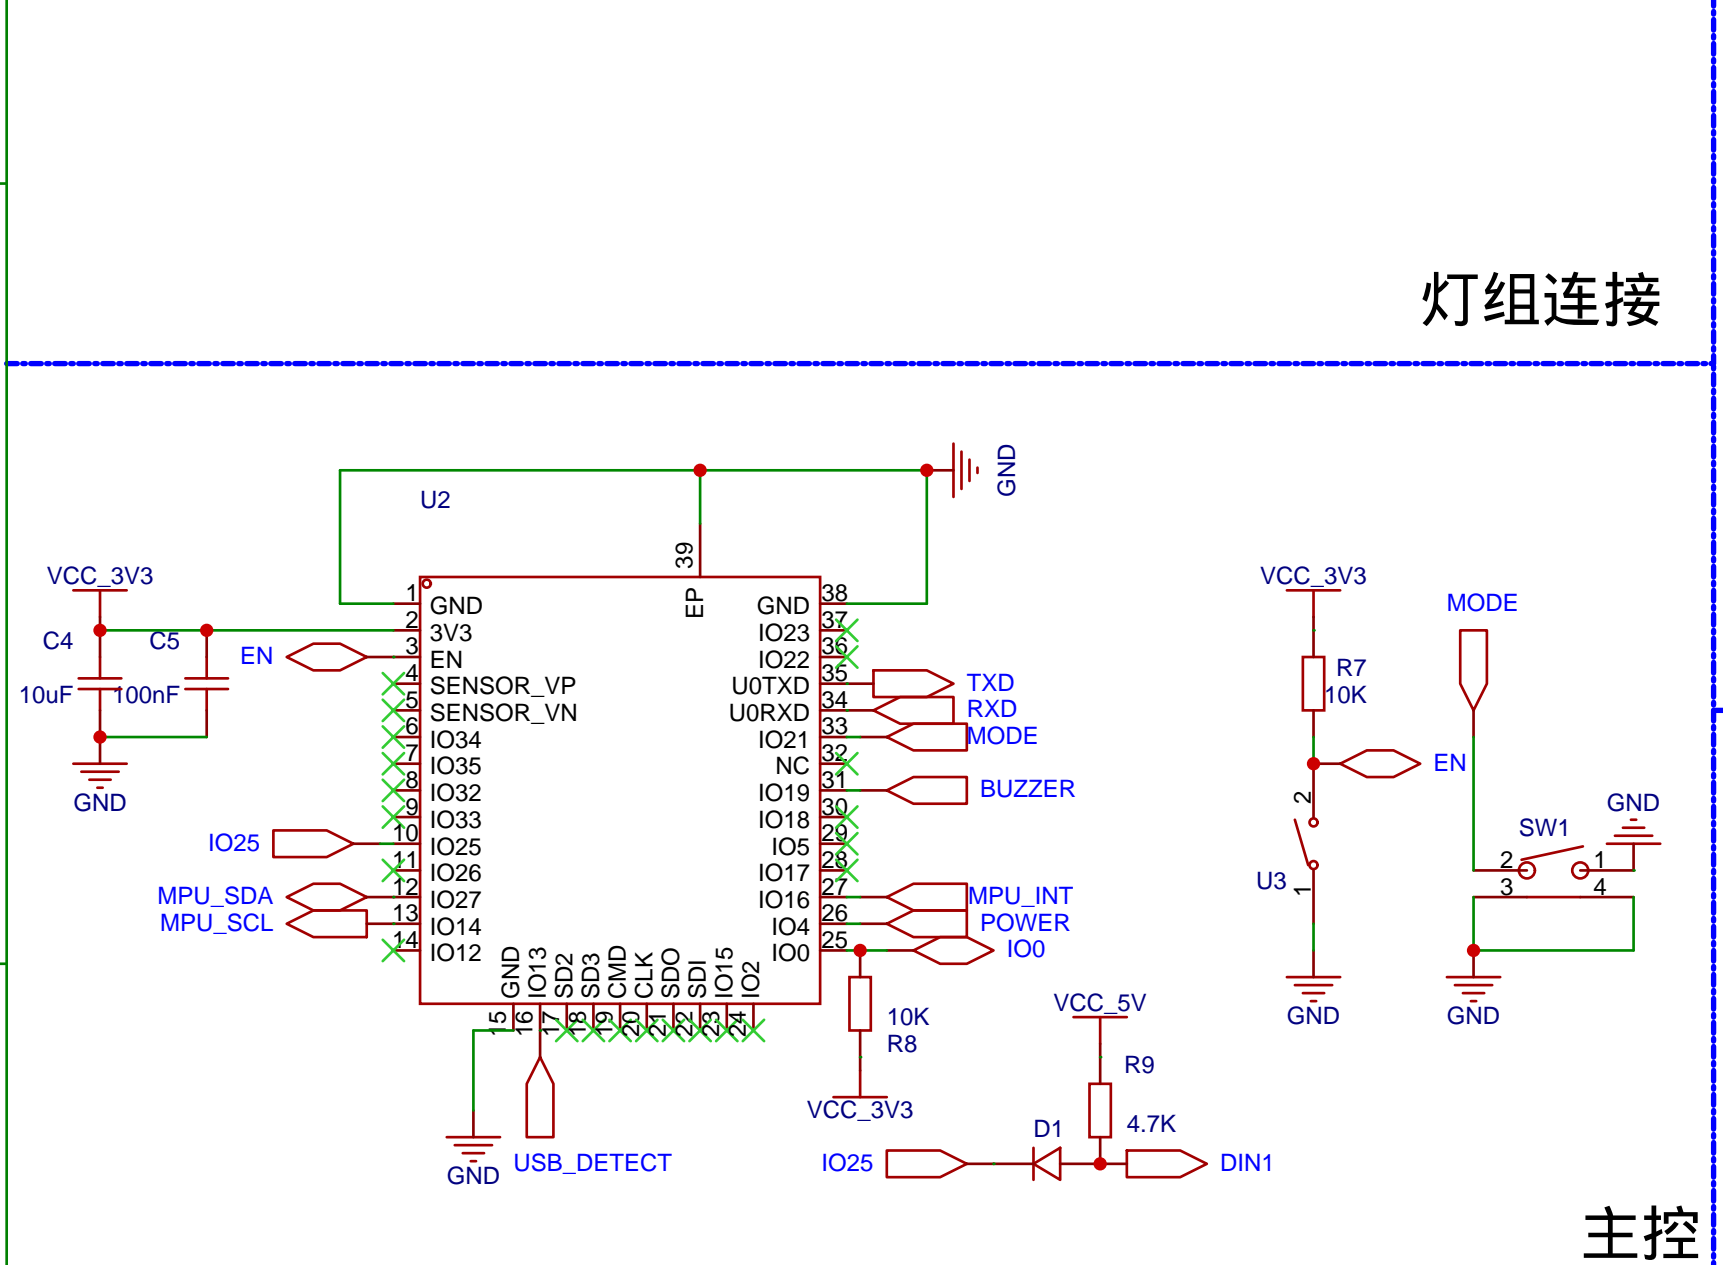 灯组连接
GND
U2
39
EP
VCC_3V3
C4
10uF
C5
100nF
GND
EN
IO25
MPU_SDA
MPU_SCL
1 GND
2 3V3
3 EN
4 SENSOR_VP
5 SENSOR_VN
6 IO34
7 IO35
8 IO32
9 IO33
10 IO25
11 IO26
12 IO27
13 IO14
14 IO12
GND 38
IO23 37
IO22 36
U0TXD 35
U0RXD 34
IO21 33
NC 32
IO19 31
IO18 30
IO5 29
IO17 28
IO16 27
IO4 26
IO0 25
TXD
RXD
MODE
BUZZER
MPU_INT
POWER
IO0
GND 15
IO13 16
SD2 17
SD3 18
CMD 19
CLK 20
SDO 21
SDI 22
IO15 23
IO2 24
GND
USB_DETECT
10K
R8
VCC_3V3
VCC_5V
R9
4.7K
D1
IO25
DIN1
VCC_3V3
R7
10K
EN
2
U3
1
GND
MODE
GND
SW1
2 1
3 4
GND
主控